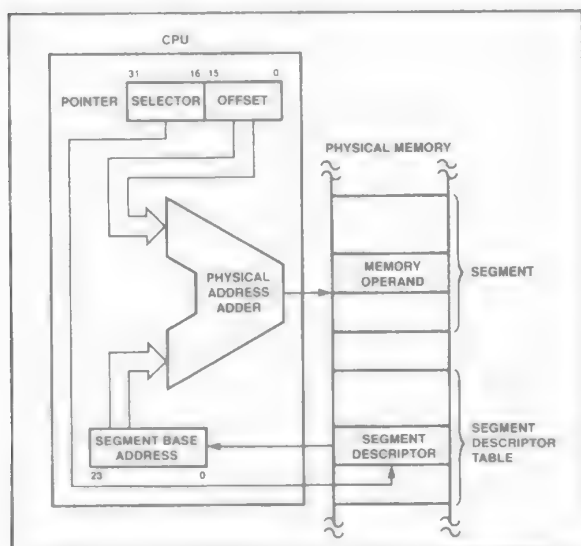 CPU
31 16 15 0
POINTER SELECTOR OFFSET
PHYSICAL MEMORY
MEMORY
OPERAND
SEGMENT
PHYSICAL
ADDRESS
ADDER
SEGMENT BASE
ADDRESS
23 0
SEGMENT
DESCRIPTOR
SEGMENT
DESCRIPTOR
TABLE